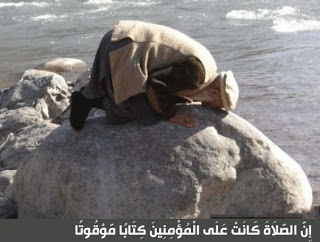 إِنَّ الصَّلَاةَ كَانَتْ عَلَى الْمُؤْمِنِينَ كِتَابًا مَوْقُوتًا